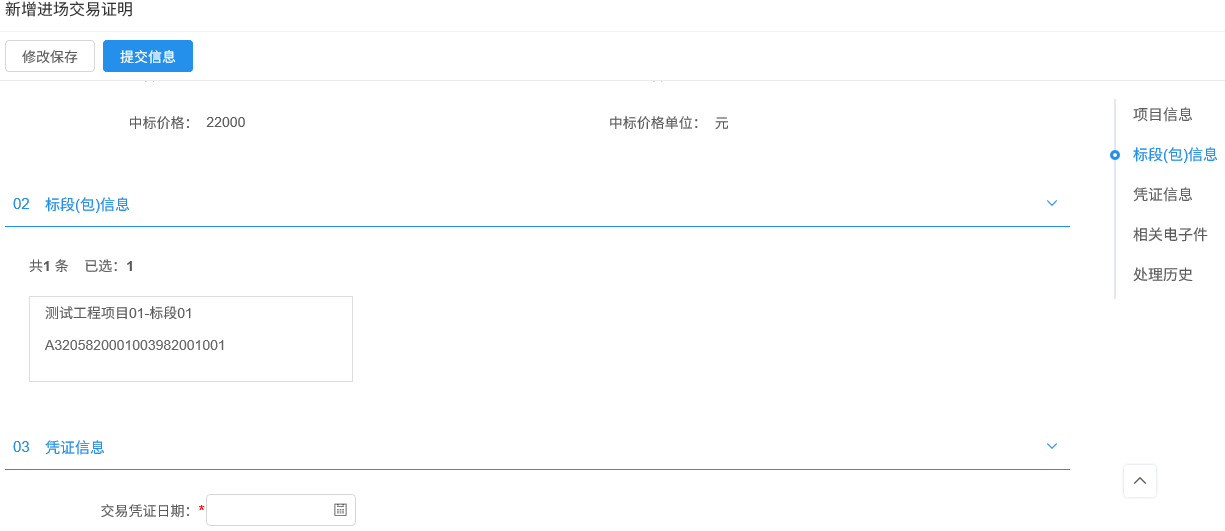 新增进场交易证明
修改保存 提交信息
中标价格： 22000 中标价格单位： 元
02 标段(包)信息
共1 条 已选：1
测试工程项目01-标段01
A3205820001003982001001
03 凭证信息
交易凭证日期：*
项目信息
标段(包)信息
凭证信息
相关电子件
处理历史